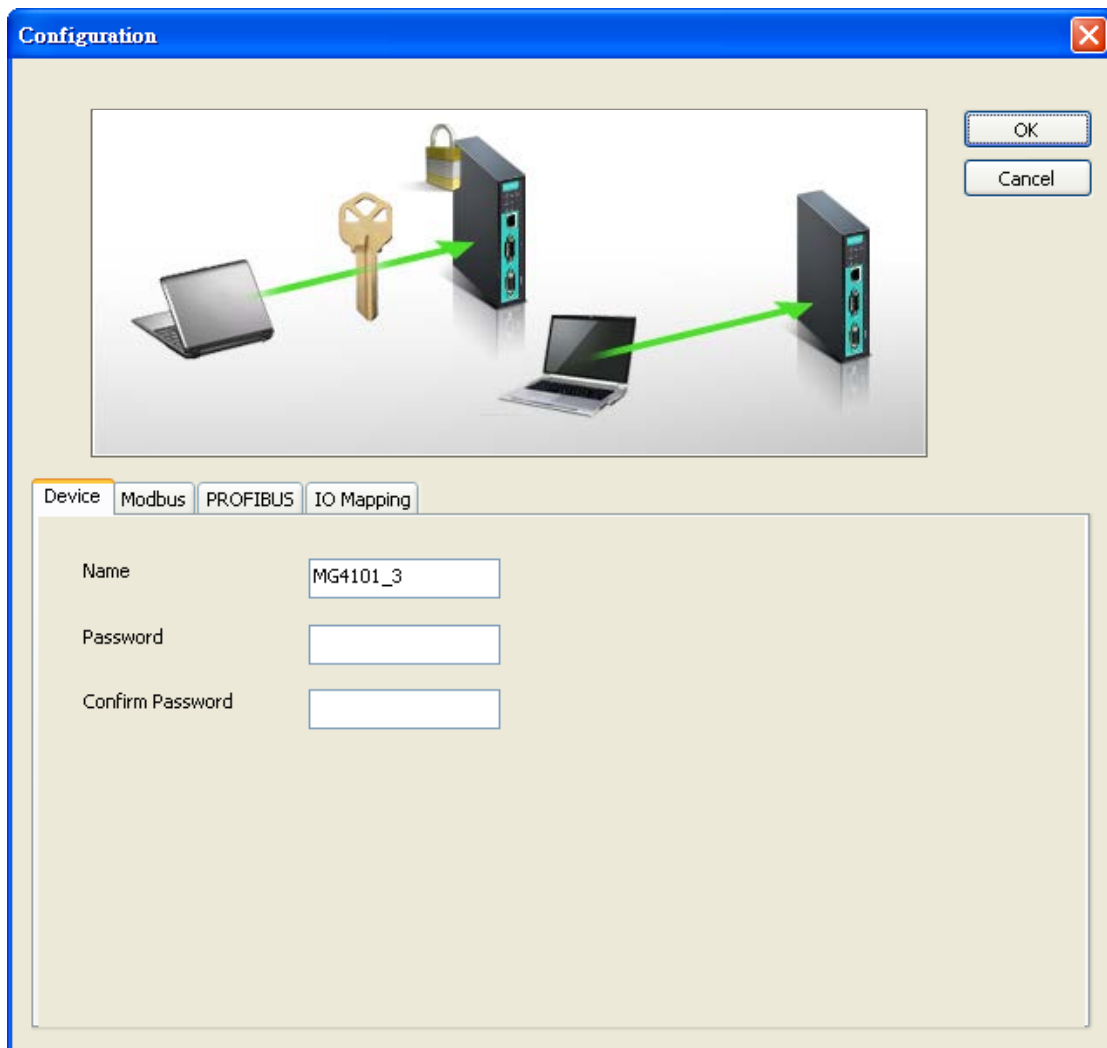 Configuration
OK
Cancel
Device Modbus PROFIBUS IO Mapping
Name MG4101_3
Password
Confirm Password